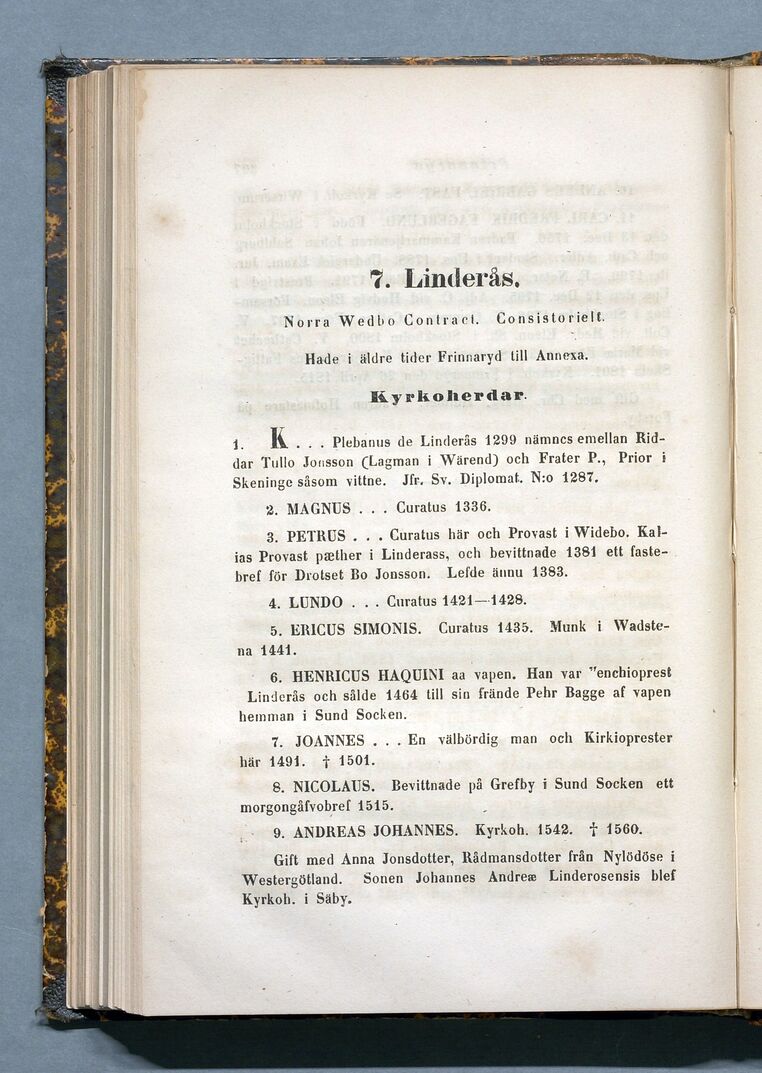 7. Linderås.
Norra Wedbo Contract. Consistorielt.
Hade i äldre tider Frinnaryd till Annexa.
Kyrkoherdar.
1. K . . . Plebanus de Linderås 1299 nämnes emellan Rid-
dar Tullo Jonsson (Lagman i Wärend) och Frater P., Prior i
Skeninge såsom vittne. Jfr. Sv. Diplomat. N:o 1287.
2. MAGNUS . . . Curatus 1336.
3. PETRUS . . . Curatus här och Provast i Widebo. Kal-
las Provast pæther i Linderass, och bevittnade 1381 ett faste-
bref för Drotset Bo Jonsson. Lefde ännu 1383.
4. LUNDO . . . Curatus 1421—1428.
5. ERICUS SIMONIS. Curatus 1435. Munk i Wadste-
na 1441.
6. HENRICUS HAQUINI aa vapen. Han var "enchioprest
Linderås och sålde 1464 till sin frände Pehr Bagge af vapen
hemman i Sund Socken.
7. JOANNES . . . En välbördig man och Kirkioprester
här 1491. † 1501.
8. NICOLAUS. Bevittnade på Grefby i Sund Socken ett
morgongåfvobref 1515.
9. ANDREAS JOHANNES. Kyrkoh. 1542. † 1560.
Gift med Anna Jonsdotter, Rådmansdotter från Nylödöse i
Westergötland. Sonen Johannes Andreæ Linderosensis blef
Kyrkoh. i Säby.